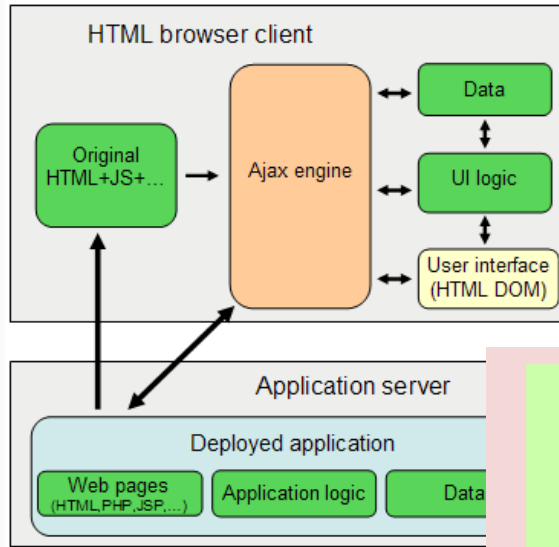 HTML browser client
Original
HTML+JS+...
Ajax engine
Data
UI logic
User interface
(HTML DOM)
Application server
Deployed application
Web pages
(HTML,PHP,JSP,...)
Application logic
Data